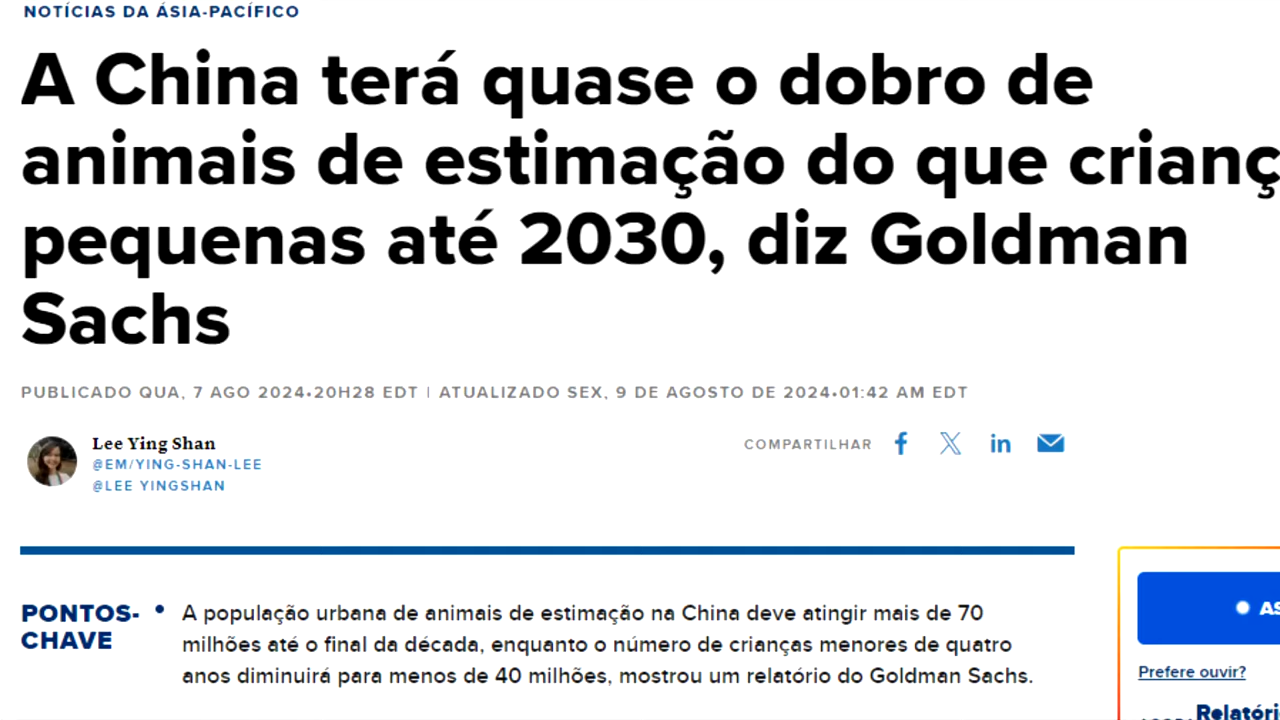 NOTÍCIAS DA ÁSIA-PACÍFICO
A China terá quase o dobro de
animais de estimação do que crianç
pequenas até 2030, diz Goldman
Sachs
PUBLICADO QUA, 7 AGO 2024•20H28 EDT | ATUALIZADO SEX, 9 DE AGOSTO DE 2024•01:42 AM EDT
Lee Ying Shan
@EM/YING-SHAN-LEE
@LEE YINGSHAN
COMPARTILHAR
PONTOS-
CHAVE
• A população urbana de animais de estimação na China deve atingir mais de 70
milhões até o final da década, enquanto o número de crianças menores de quatro
anos diminuirá para menos de 40 milhões, mostrou um relatório do Goldman Sachs.
AS
Prefere ouvir?
Relatóri